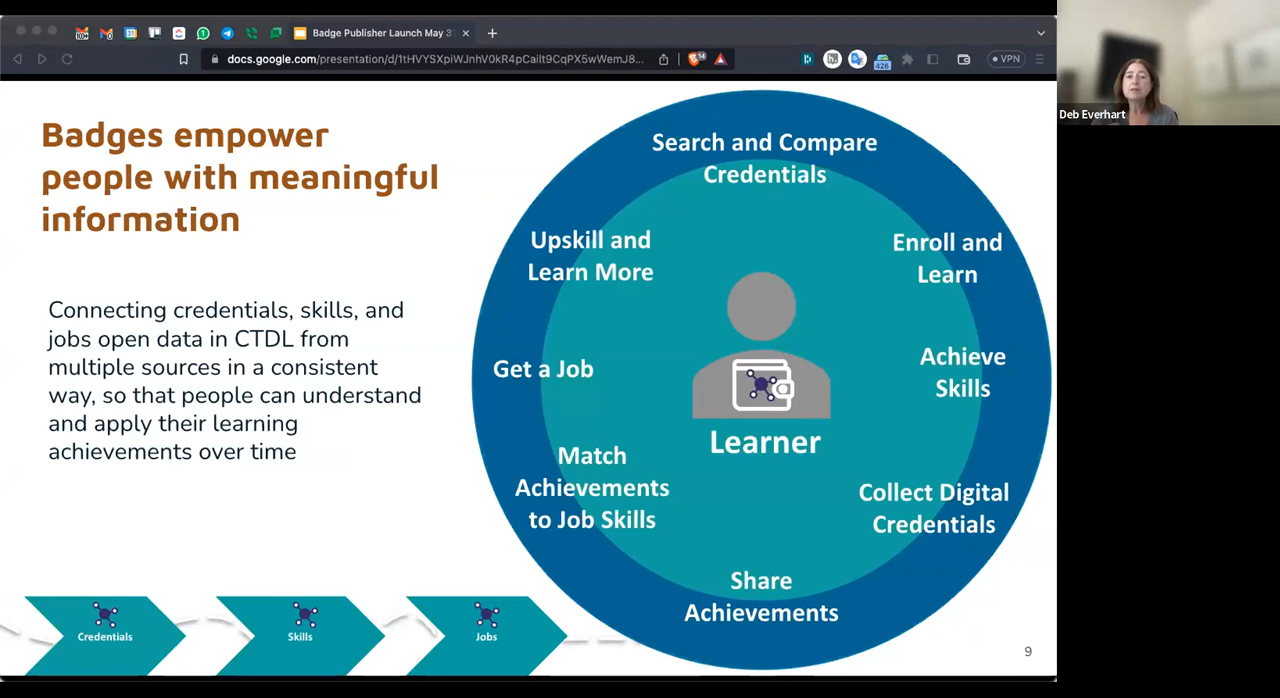 Badge Publisher Launch May 3
docs.google.com/presentation/d/1tHVYSXpiWJnhV0kR4pCailt9CqPX5wWemJ8...
14
426
VPN
Deb Everhart
Badges empower
people with meaningful
information
Connecting credentials, skills, and
jobs open data in CTDL from
multiple sources in a consistent
way, so that people can understand
and apply their learning
achievements over time
Search and Compare
Credentials
Enroll and
Learn
Achieve
Skills
Collect Digital
Credentials
Share
Achievements
Match
Achievements
to Job Skills
Get a Job
Upskill and
Learn More
Learner
Credentials
Skills
Jobs
9